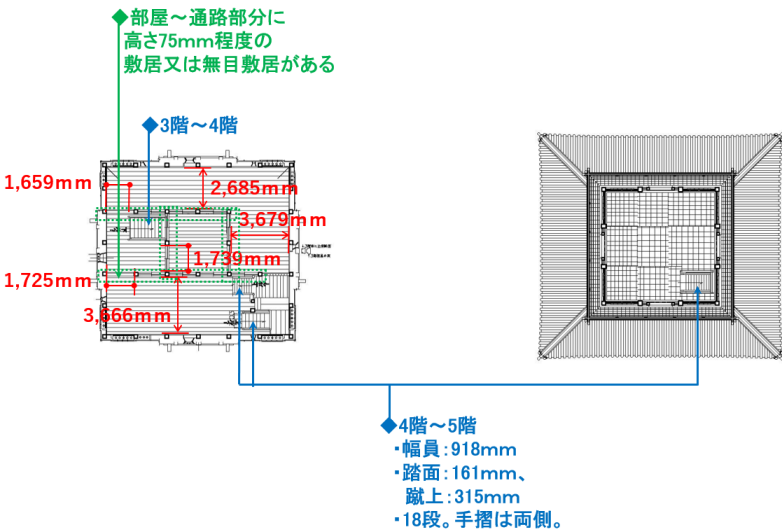 ◆部屋～通路部分に
高さ75mm程度の
敷居又は無目敷居がある
◆3階～4階
1,659mm
2,685mm
3,679mm
1,739mm
1,725mm
3,666mm
◆4階～5階
・幅員：918mm
・踏面：161mm、
蹴上：315mm
・18段。手摺は両側。